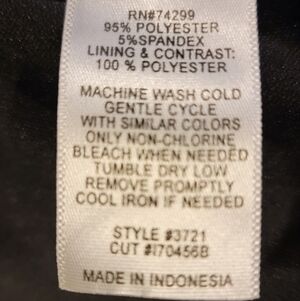 RN#74299
95% POLYESTER
5%SPANDEX
LINING & CONTRAST:
100 % POLYESTER
MACHINE WASH COLD
GENTLE CYCLE
WITH SIMILAR COLORS
ONLY NON-CHLORINE
BLEACH WHEN NEEDED
TUMBLE DRY LOW
REMOVE PROMPTLY
COOL IRON IF NEEDED
STYLE #3721
CUT #I70456B
MADE IN INDONESIA